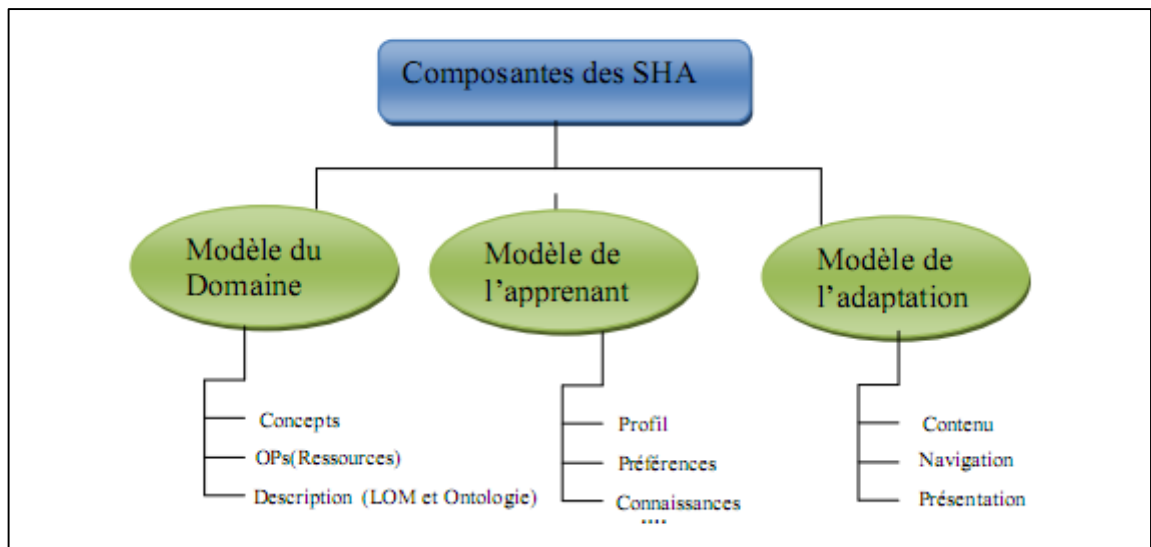 Composantes des SHA
Modèle du
Domaine
Concepts
OPs(Ressources)
Description (LOM et Ontologie)
Modèle de
l'apprenant
Profil
Préférences
Connaissances
....
Modèle de
l'adaptation
Contenu
Navigation
Présentation